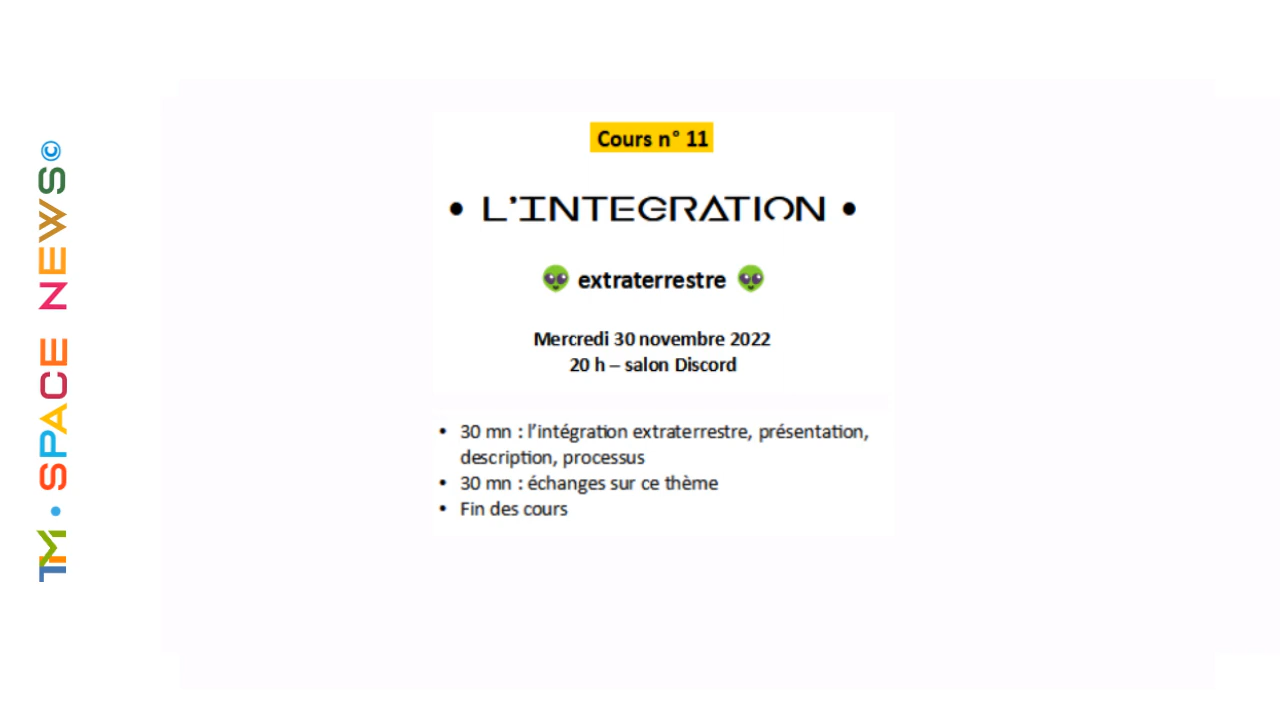 TM • SPACE NEWS©
Cours n° 11
• L'INTEGRATION •
👽 extraterrestre 👽
Mercredi 30 novembre 2022
20 h – salon Discord
• 30 mn : l'intégration extraterrestre, présentation,
description, processus
• 30 mn : échanges sur ce thème
• Fin des cours